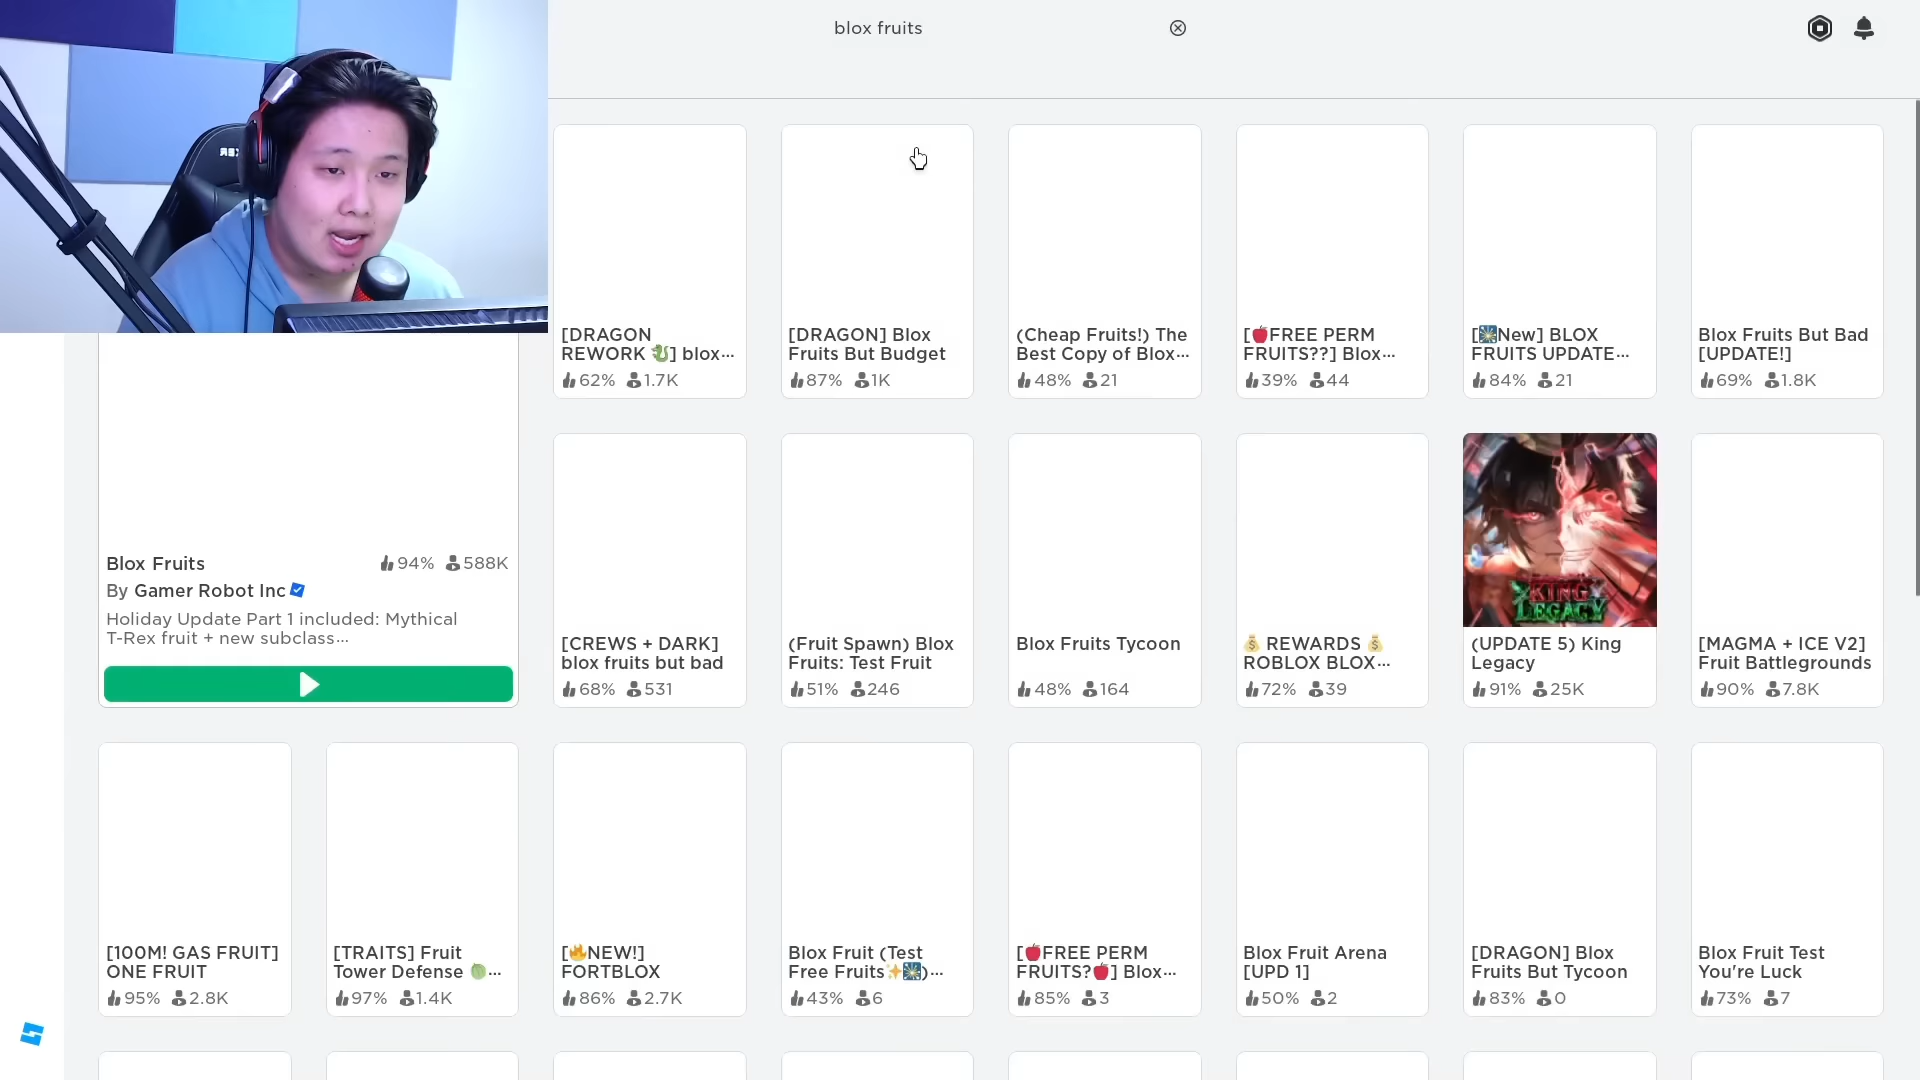 blox fruits
[DRAGON
REWORK 🐉] blox...
62% 1.7K
[DRAGON] Blox
Fruits But Budget
87% 1K
(Cheap Fruits!) The
Best Copy of Blox...
48% 21
[🍎FREE PERM
FRUITS??] Blox...
39% 44
[🎆New] BLOX
FRUITS UPDATE...
84% 21
Blox Fruits But Bad
[UPDATE!]
69% 1.8K
Blox Fruits 94% 588K
By Gamer Robot Inc
Holiday Update Part 1 included: Mythical
T-Rex fruit + new subclass...
[CREWS + DARK]
blox fruits but bad
68% 531
(Fruit Spawn) Blox
Fruits: Test Fruit
51% 246
Blox Fruits Tycoon
48% 164
💰 REWARDS 💰
ROBLOX BLOX...
72% 39
KING
LEGACY
(UPDATE 5) King
Legacy
91% 25K
[MAGMA + ICE V2]
Fruit Battlegrounds
90% 7.8K
[100M! GAS FRUIT]
ONE FRUIT
95% 2.8K
[TRAITS] Fruit
Tower Defense 🍈...
97% 1.4K
[🔥NEW!]
FORTBLOX
86% 2.7K
Blox Fruit (Test
Free Fruits✨🎆)...
43% 6
[🍎FREE PERM
FRUITS?🍎] Blox...
85% 3
Blox Fruit Arena
[UPD 1]
50% 2
[DRAGON] Blox
Fruits But Tycoon
83% 0
Blox Fruit Test
You're Luck
73% 7